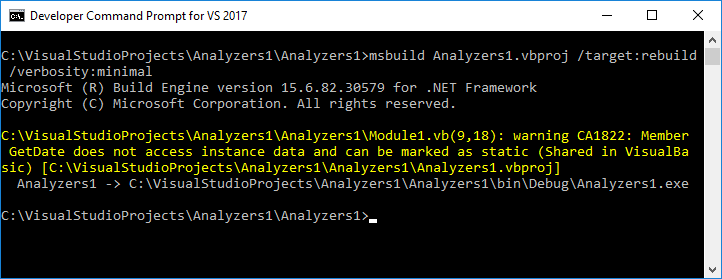 Developer Command Prompt for VS 2017
C:\VisualStudioProjects\Analyzers1\Analyzers1>msbuild Analyzers1.vbproj /target:rebuild
/verbosity:minimal
Microsoft (R) Build Engine version 15.6.82.30579 for .NET Framework
Copyright (C) Microsoft Corporation. All rights reserved.
C:\VisualStudioProjects\Analyzers1\Analyzers1\Module1.vb(9,18): warning CA1822: Member
GetDate does not access instance data and can be marked as static (Shared in VisualBa
sic) [C:\VisualStudioProjects\Analyzers1\Analyzers1\Analyzers1.vbproj]
Analyzers1 -> C:\VisualStudioProjects\Analyzers1\Analyzers1\bin\Debug\Analyzers1.exe
C:\VisualStudioProjects\Analyzers1\Analyzers1>